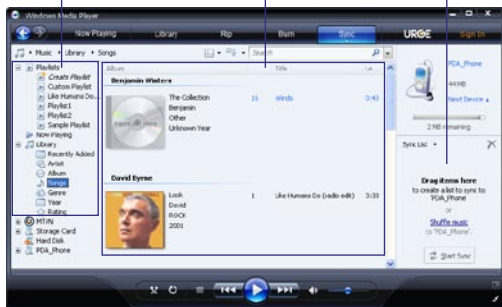 Windows Media Player
Now Playing Library Rip Burn Sync URGE Sign In
Music Library Songs Search
Playlists
Create Playlist
Custom Playlist
Like Humans Do...
Playlist1
Playlist2
Sample Playlist
Now Playing
Library
Recently Added
Artist
Album
Songs
Genre
Year
Rating
MTAN
Storage Card
Hard Disk
PDA_Phone
Album Title
Benjamin Winters
The Collection 16 Winds 0:43
Benjamin
Other
Unknown Year
David Byrne
Look 1 Like Humans Do (radio edit) 3:33
David
ROCK
2001
PDA_Phone
44MB
Next Device
2 MB remaining
Sync List
Drag items here
to create a list to sync to
'PDA_Phone'
or
Shuffle music
to 'PDA_Phone'.
Start Sync